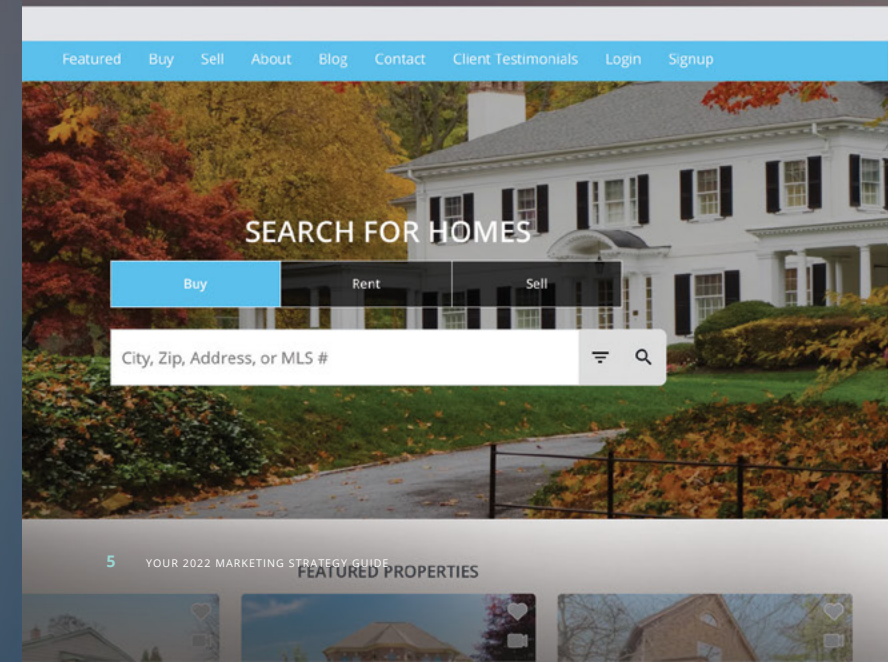 Featured Buy Sell About Blog Contact Client Testimonials Login Signup
SEARCH FOR HOMES
Buy Rent Sell
City, Zip, Address, or MLS #
5 YOUR 2022 MARKETING STRATEGY GUIDE
FEATURED PROPERTIES